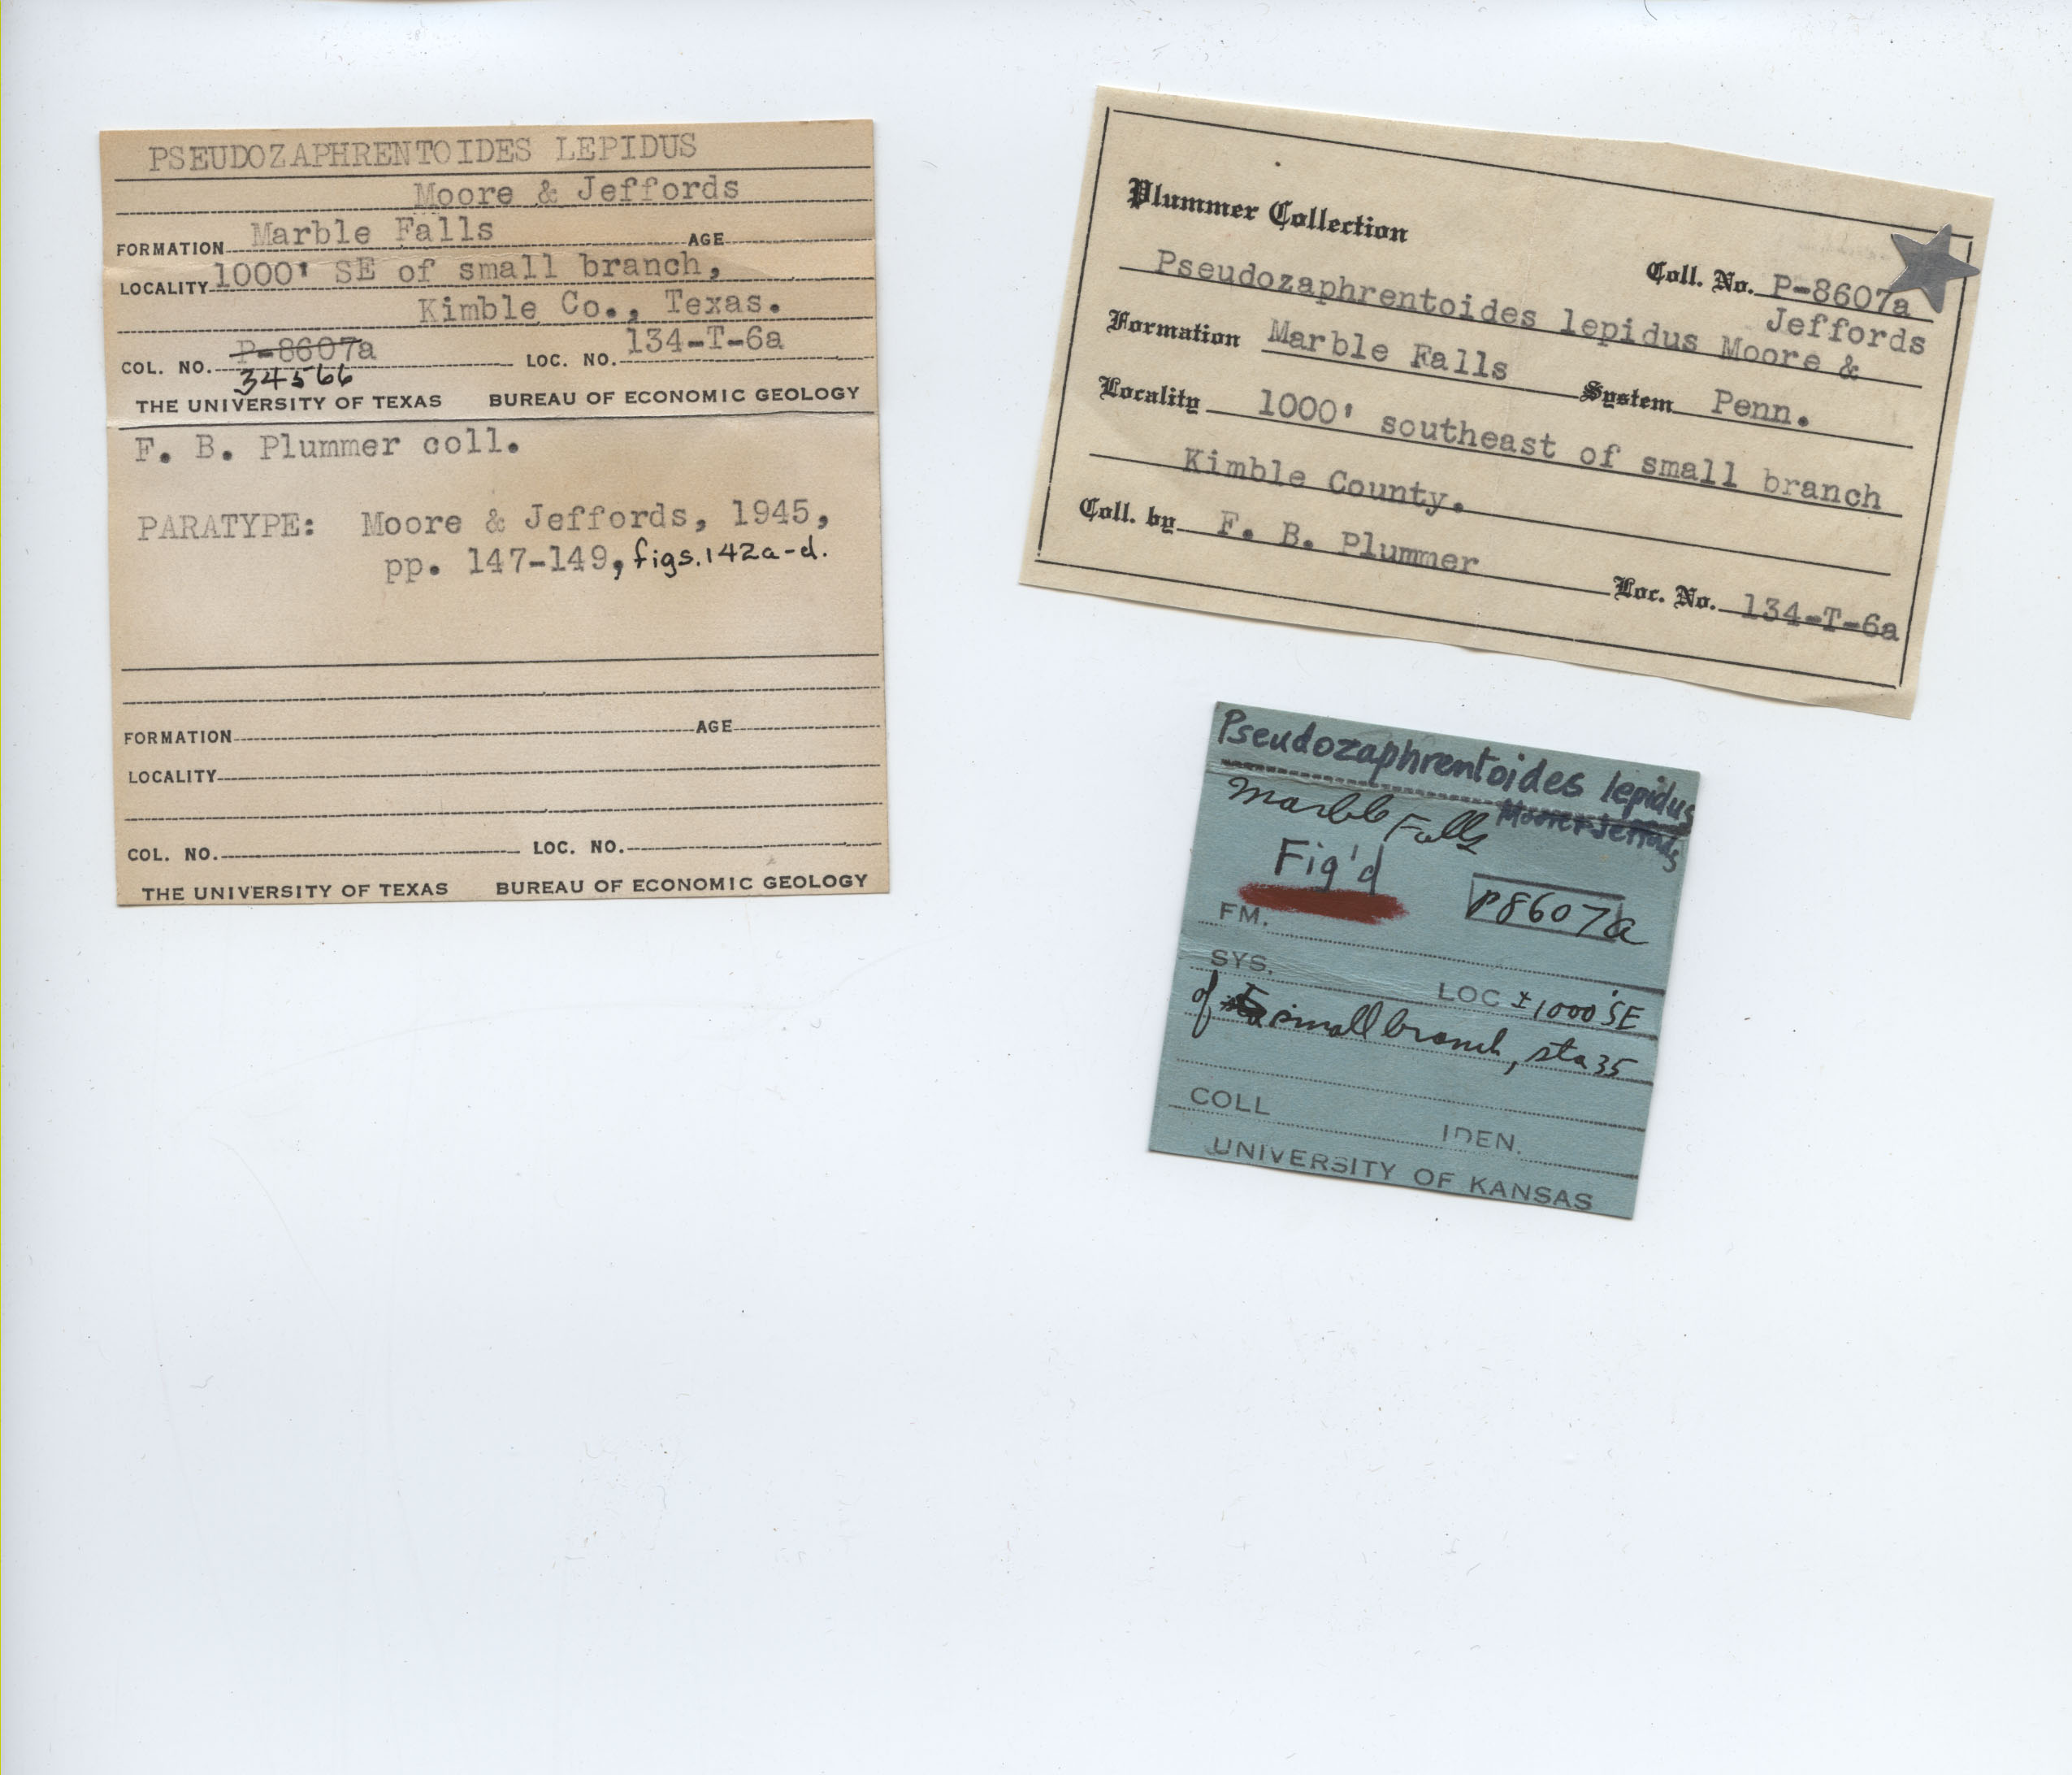 PSEUDOZAPHRENTOIDES LEPIDUS
Moore & Jeffords
FORMATION Marble Falls AGE
LOCALITY 1000' SE of small branch,
Kimble Co., Texas.
COL. NO. P-8607a LOC. NO. 134-T-6a
34566
THE UNIVERSITY OF TEXAS BUREAU OF ECONOMIC GEOLOGY
F. B. Plummer coll.
PARATYPE: Moore & Jeffords, 1945,
pp. 147-149, figs. 142a-d.
FORMATION AGE
LOCALITY
COL. NO. LOC. NO.
THE UNIVERSITY OF TEXAS BUREAU OF ECONOMIC GEOLOGY
Plummer Collection
Coll. No. P-8607a
Jeffords
Pseudozaphrentoides lepidus Moore &
Formation Marble Falls System Penn.
Locality 1000' southeast of small branch
Kimble County.
Coll. by F. B. Plummer
Loc. No. 134-T-6a
Pseudozaphrentoides lepidus
Moore & Jeffords
Marble Falls
Fig'd
P8607a
FM.
SYS.
LOC ±1000' SE
of small branch, sta 35
COLL
IDEN.
UNIVERSITY OF KANSAS